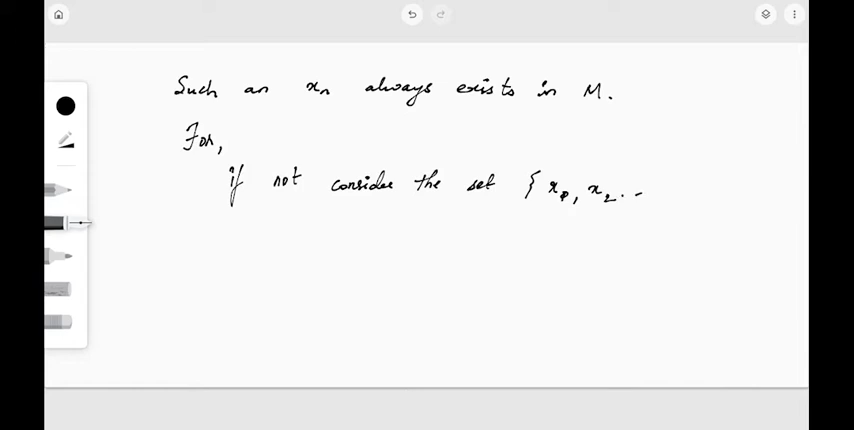 Such an xₙ always exists in M.
For,
if not consider the set { x₁, x₂ . . –